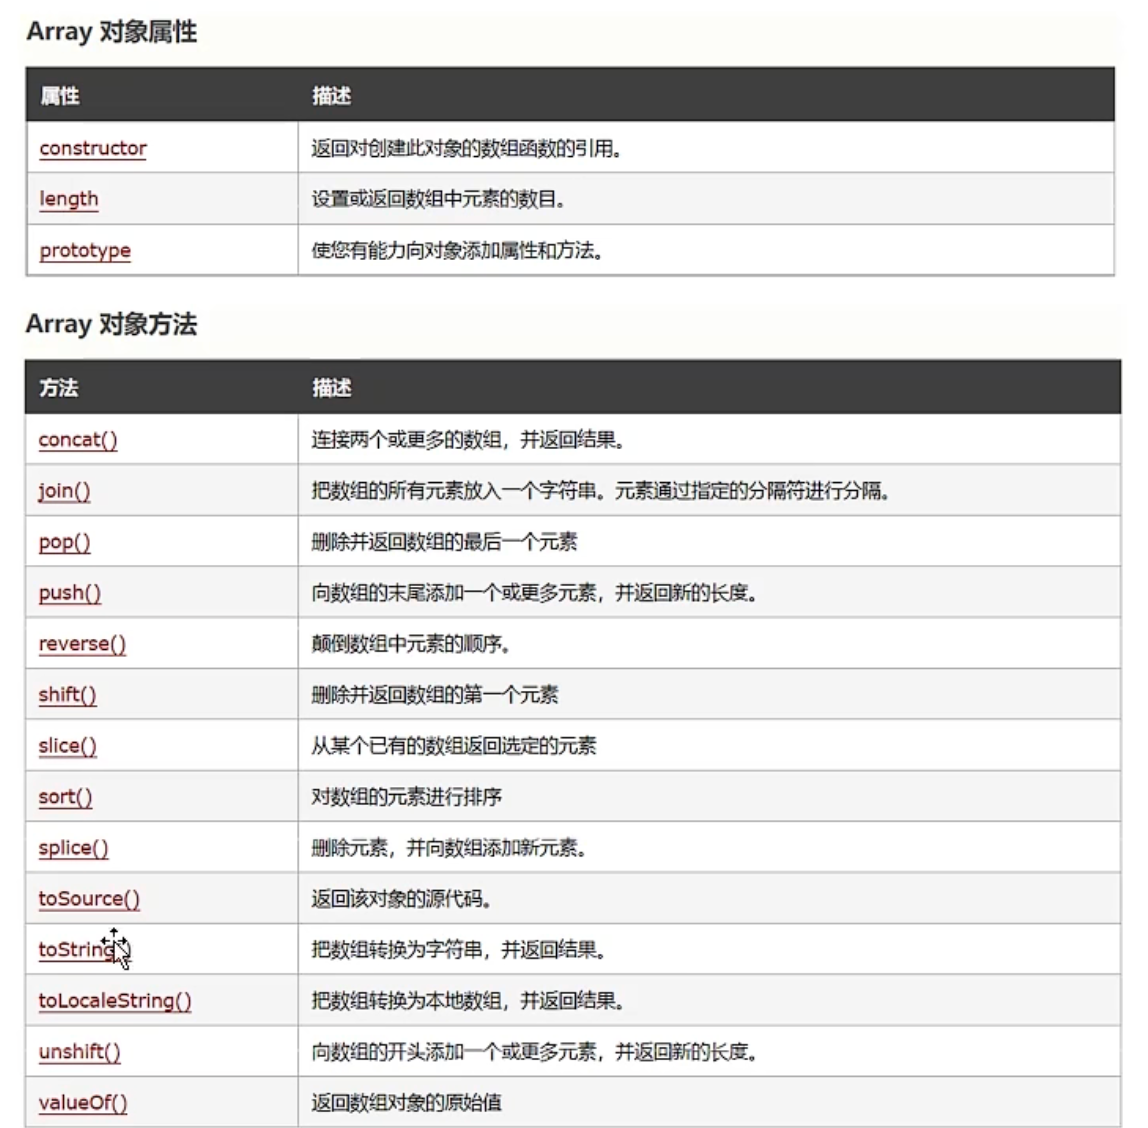 Array 对象属性
属性 描述
constructor 返回对创建此对象的数组函数的引用。
length 设置或返回数组中元素的数目。
prototype 使您有能力向对象添加属性和方法。
Array 对象方法
方法 描述
concat() 连接两个或更多的数组，并返回结果。
join() 把数组的所有元素放入一个字符串。元素通过指定的分隔符进行分隔。
pop() 删除并返回数组的最后一个元素
push() 向数组的末尾添加一个或更多元素，并返回新的长度。
reverse() 颠倒数组中元素的顺序。
shift() 删除并返回数组的第一个元素
slice() 从某个已有的数组返回选定的元素
sort() 对数组的元素进行排序
splice() 删除元素，并向数组添加新元素。
toSource() 返回该对象的源代码。
toString() 把数组转换为字符串，并返回结果。
toLocaleString() 把数组转换为本地数组，并返回结果。
unshift() 向数组的开头添加一个或更多元素，并返回新的长度。
valueOf() 返回数组对象的原始值